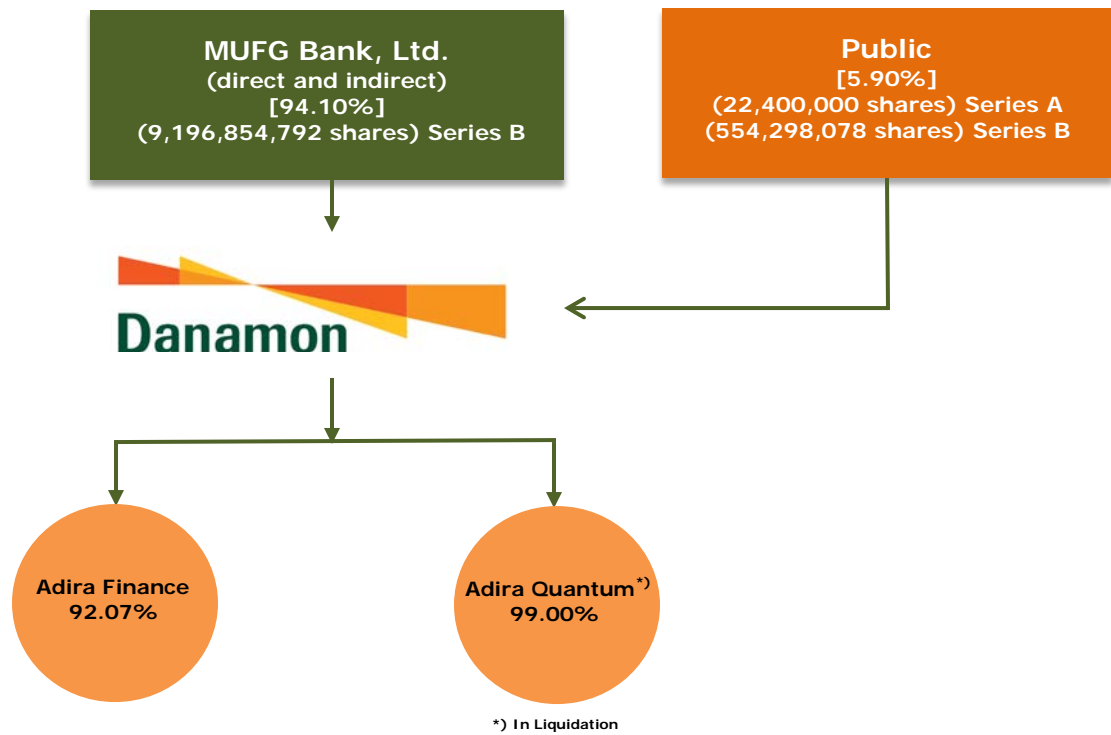 MUFG Bank, Ltd.
(direct and indirect)
[94.10%]
(9,196,854,792 shares) Series B
Public
[5.90%]
(22,400,000 shares) Series A
(554,298,078 shares) Series B
Danamon
Adira Finance
92.07%
Adira Quantum*)
99.00%
*) In Liquidation